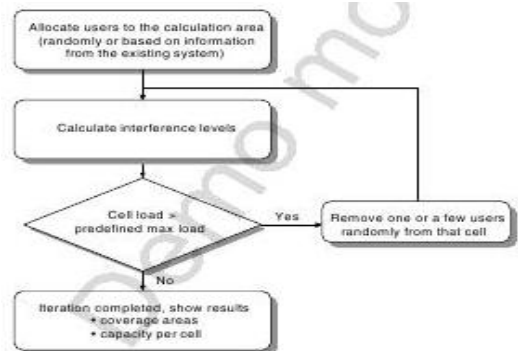 Allocate users to the calculation area
(randomly or based on information
from the existing system)
Calculate interference levels
Cell load >
predefined max load
Yes
Remove one or a few users
randomly from that cell
No
Iteration completed, show results
• coverage areas
• capacity per cell
Demo